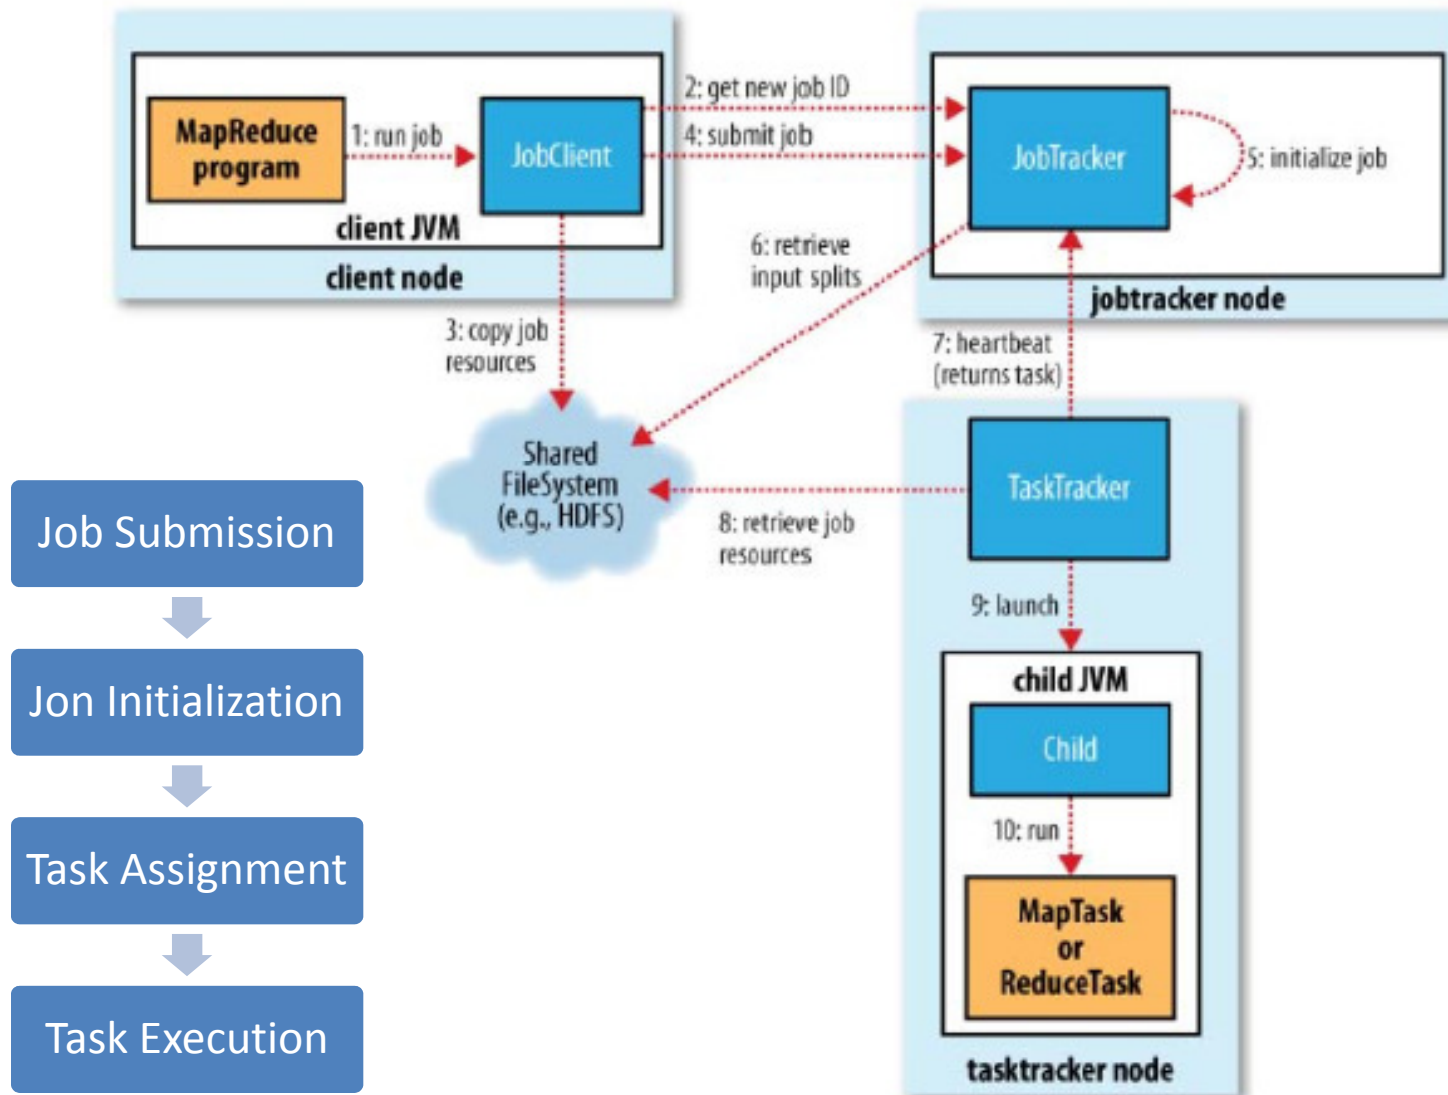 MapReduce
program
1: run job
JobClient
client JVM
client node
2: get new job ID
4: submit job
JobTracker
5: initialize job
jobtracker node
6: retrieve
input splits
3: copy job
resources
7: heartbeat
(returns task)
Shared
FileSystem
(e.g., HDFS)
8: retrieve job
resources
TaskTracker
9: launch
child JVM
Child
10: run
MapTask
or
ReduceTask
tasktracker node
Job Submission
Jon Initialization
Task Assignment
Task Execution